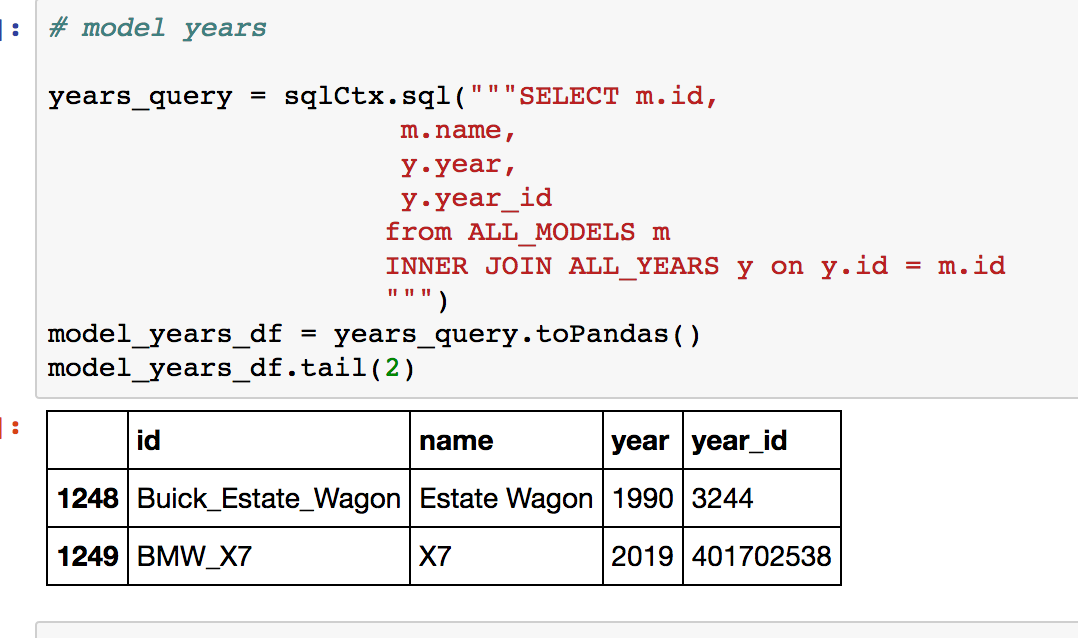 ]:
# model years
years_query = sqlCtx.sql("""SELECT m.id,
m.name,
y.year,
y.year_id
from ALL_MODELS m
INNER JOIN ALL_YEARS y on y.id = m.id
""")
model_years_df = years_query.toPandas()
model_years_df.tail(2)
]:
id name year year_id
1248 Buick_Estate_Wagon Estate Wagon 1990 3244
1249 BMW_X7 X7 2019 401702538